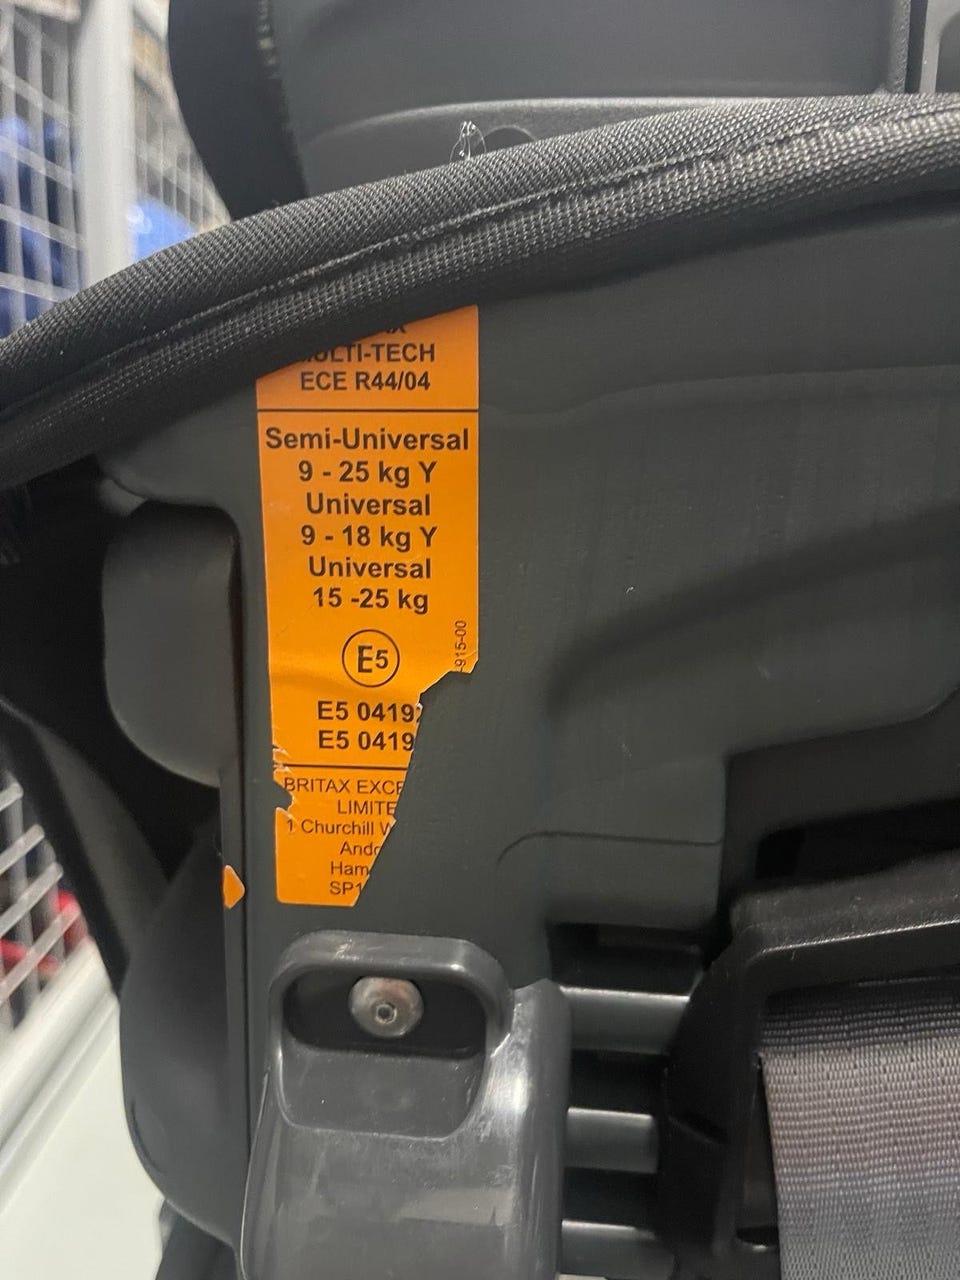 MULTI-TECH
ECE R44/04
Semi-Universal
9 - 25 kg Y
Universal
9 - 18 kg Y
Universal
15 -25 kg
-915-00
E5
E5 0419
E5 0419
BRITAX EXCE
LIMITE
1 Churchill W
Ando
Ham
SP1